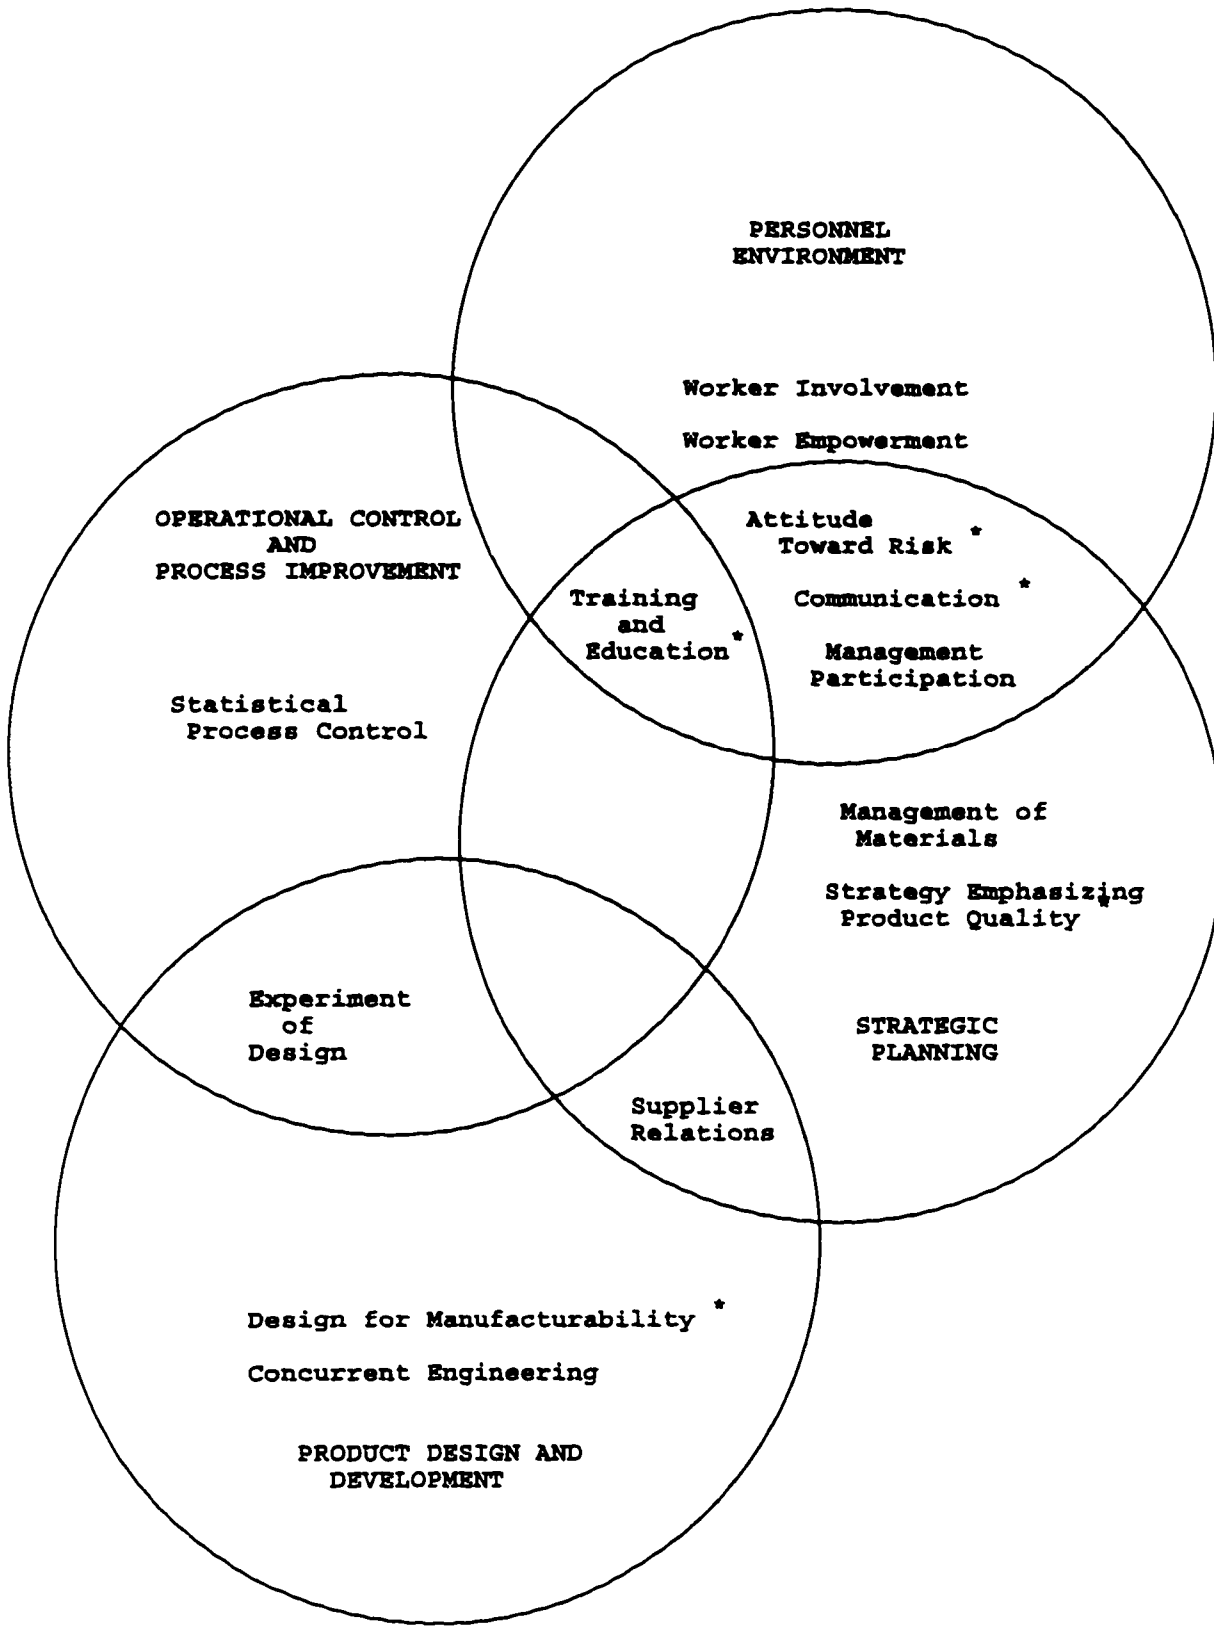 PERSONNEL
ENVIRONMENT
Worker Involvement
Worker Empowerment
OPERATIONAL CONTROL
AND
PROCESS IMPROVEMENT
Statistical
Process Control
Attitude
Toward Risk *
Communication *
Management
Participation
Training
and
Education *
Management of
Materials
Strategy Emphasizing
Product Quality *
STRATEGIC
PLANNING
Experiment
of
Design
Supplier
Relations
Design for Manufacturability *
Concurrent Engineering
PRODUCT DESIGN AND
DEVELOPMENT